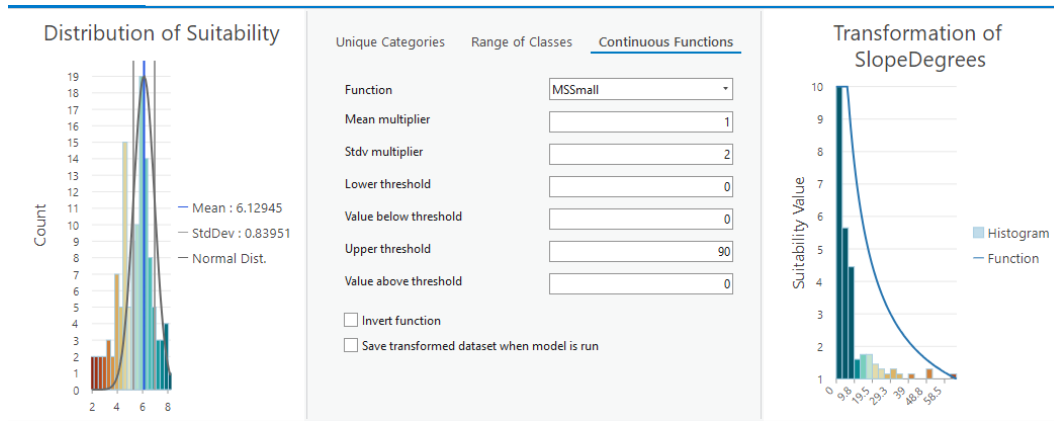 Distribution of Suitability
19
18
17
16
15
14
13
12
11
10
9
8
7
6
5
4
3
2
1
0
Count
2 4 6 8
Mean : 6.12945
StdDev : 0.83951
Normal Dist.
Unique Categories Range of Classes Continuous Functions
Function MSSmall
Mean multiplier 1
Stdv multiplier 2
Lower threshold 0
Value below threshold 0
Upper threshold 90
Value above threshold 0
Invert function
Save transformed dataset when model is run
Transformation of
SlopeDegrees
10
9
8
7
6
5
4
3
2
1
Suitability Value
0 9.8 19.5 29.3 39 48.8 58.5
Histogram
Function